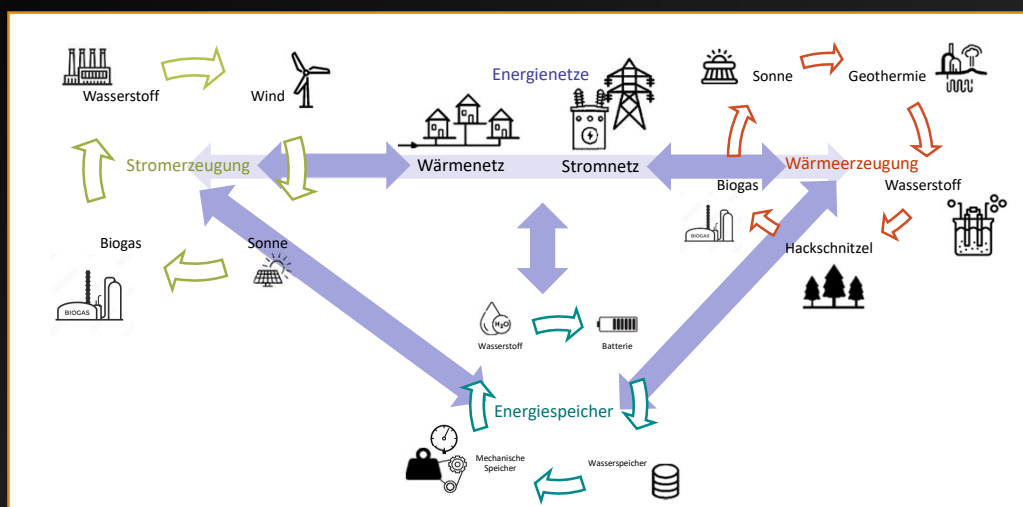 Energienetze
Wasserstoff
Wind
Sonne
Geothermie
Stromerzeugung
Wärmenetz
Stromnetz
Wärmeerzeugung
Biogas
Wasserstoff
BIOGAS
Hackschnitzel
Biogas
Sonne
BIOGAS
H₂O
Wasserstoff
Batterie
Energiespeicher
Mechanische
Speicher
Wasserspeicher